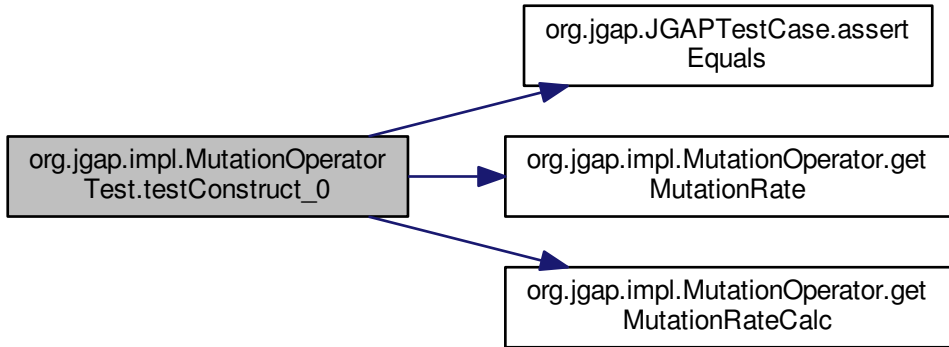 org.jgap.JGAPTestCase.assert
Equals
org.jgap.impl.MutationOperator
Test.testConstruct_0
org.jgap.impl.MutationOperator.get
MutationRate
org.jgap.impl.MutationOperator.get
MutationRateCalc